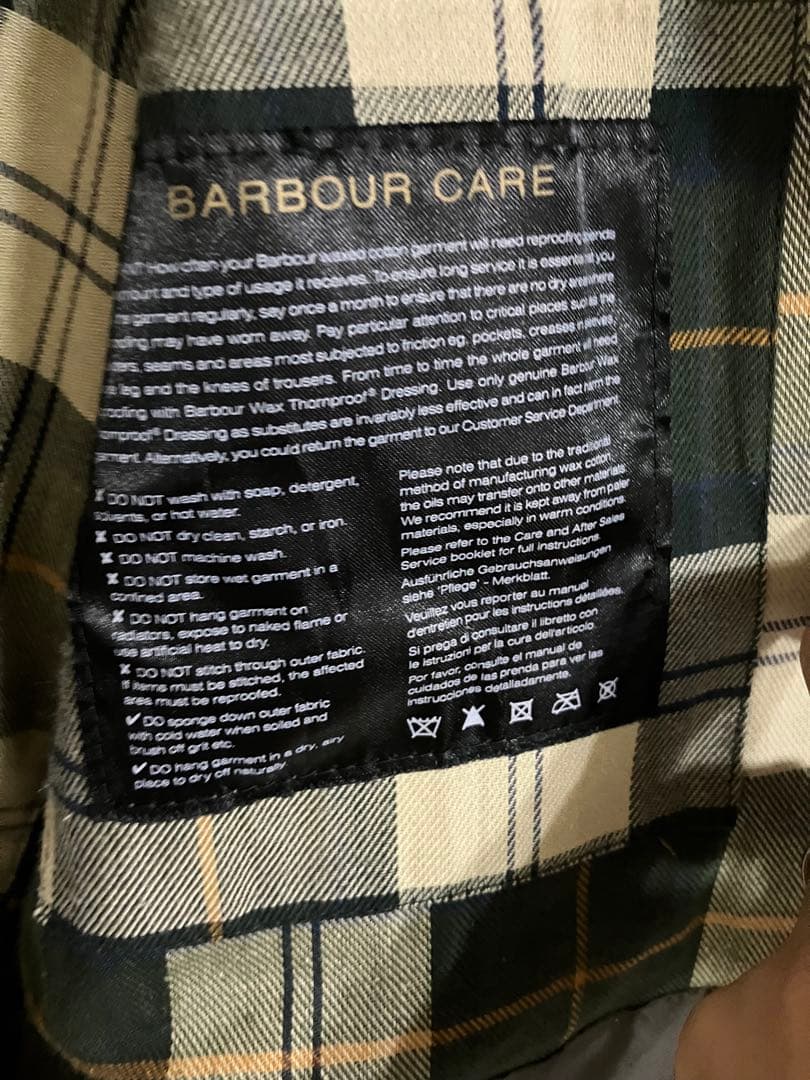 BARBOUR CARE
How often your Barbour waxed cotton garment will need reproofing
and type of usage it receives. To ensure long service it is essential you
garment regularly, say once a month to ensure that there are no dry areas where
may have worn away. Pay particular attention to critical places such as the
seams and areas most subjected to friction eg. pockets, creases
leg and the knees of trousers. From time to time the whole garment will need
with Barbour Wax Thornproof® Dressing. Use only genuine Barbour Wax
Dressing as substitutes are invariably less effective and can in fact harm the
Alternatively, you could return the garment to our Customer Service Department.
✗ DO NOT wash with soap, detergent,
solvents, or hot water.
✗ DO NOT dry clean, starch, or iron.
✗ DO NOT machine wash.
✗ DO NOT store wet garment in a
confined area.
✗ DO NOT hang garment on
radiators, expose to naked flame or
use artificial heat to dry.
✗ DO NOT stitch through outer fabric.
If items must be stitched, the affected
area must be reproofed.
✔ DO sponge down outer fabric
with cold water when soiled and
brush off grit etc.
✔ DO hang garment in a dry, airy
place to dry off naturally
Please note that due to the traditional
method of manufacturing wax cotton,
the oils may transfer onto other materials.
We recommend it is kept away from paler
materials, especially in warm conditions.
Please refer to the Care and After Sales
Service booklet for full instructions.
Ausführliche Gebrauchsanweisungen
siehe 'Pflege' - Merkblatt.
Veuillez vous reporter au manuel
d'entretien pour les instructions détaillées.
Si prega di consultare il libretto con
le istruzioni per la cura dell'articolo.
Por favor, consulte el manual de
cuidados de las prenda para ver las
instrucciones detalladamente.